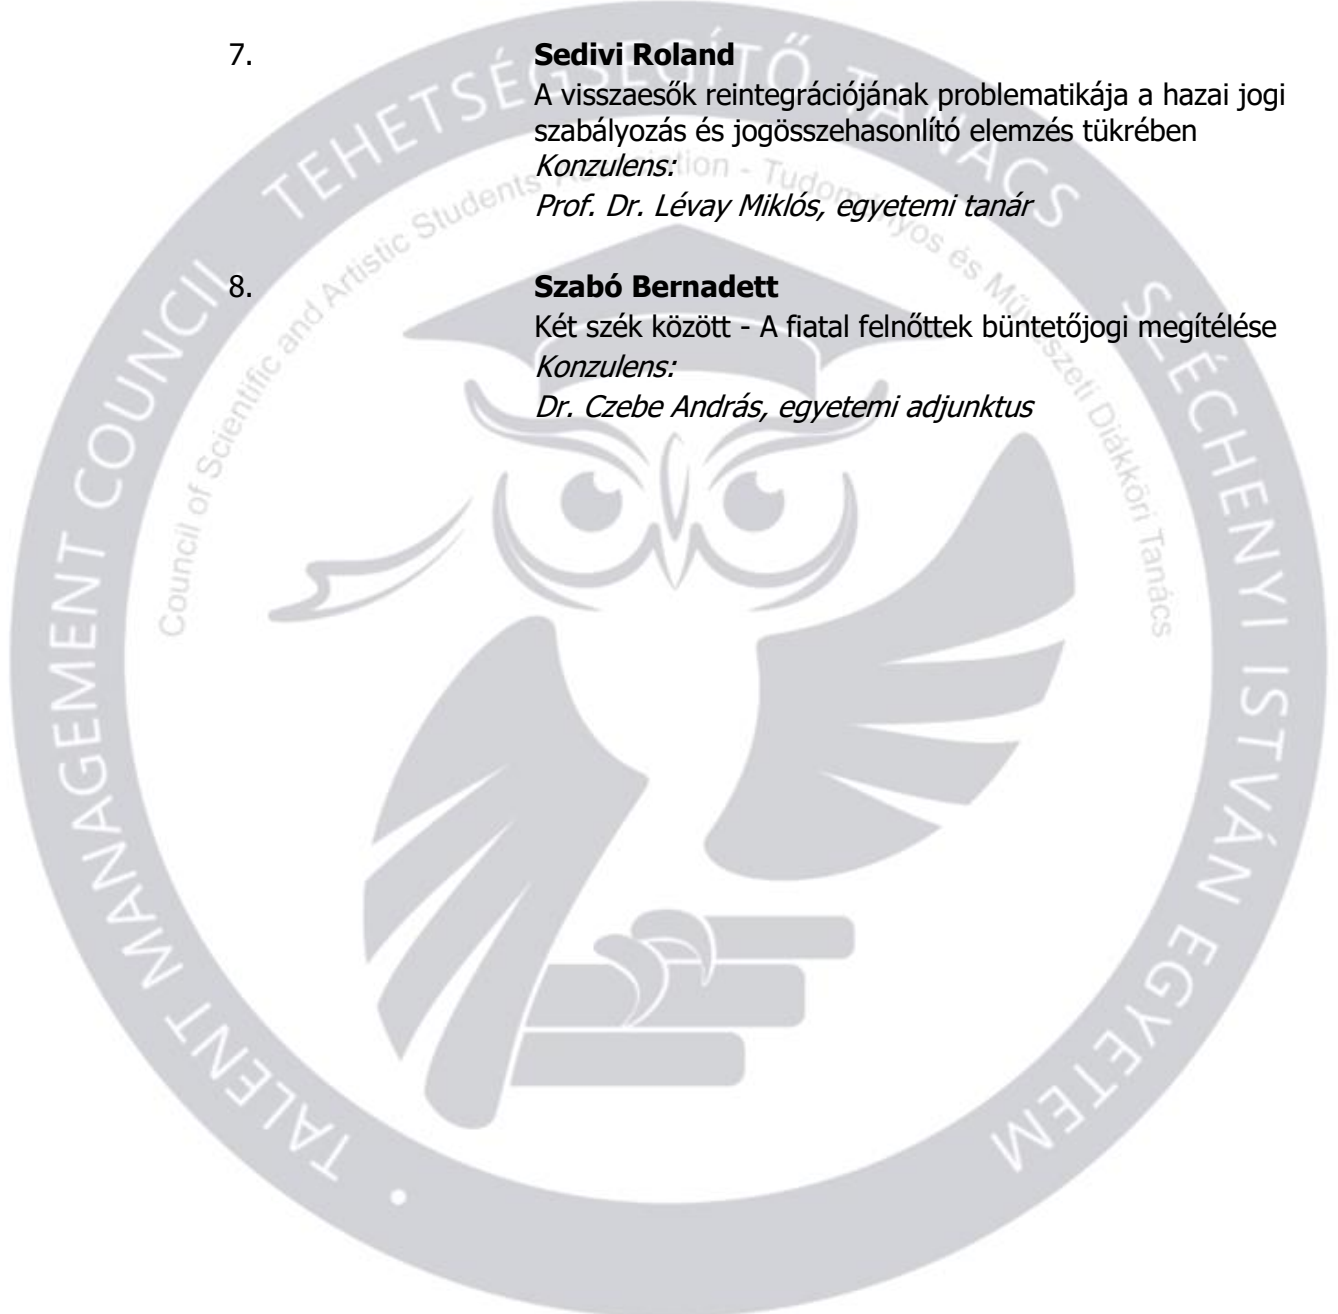 7.
Sedivi Roland
A visszaesők reintegrációjának problematikája a hazai jogi
szabályozás és jogösszehasonlító elemzés tükrében
Konzulens:
Prof. Dr. Lévay Miklós, egyetemi tanár
8.
Szabó Bernadett
Két szék között - A fiatal felnőttek büntetőjogi megítélése
Konzulens:
Dr. Czebe András, egyetemi adjunktus
TALENT MANAGEMENT COUNCIL TEHETSÉGSEGÍTŐ TANÁCS SZÉCHENYI ISTVÁN EGYETEM •
Council of Scientific and Artistic Students' Association - Tudományos és Művészeti Diákköri Tanács